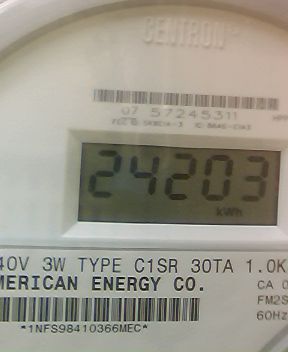 CENTRON
07 57245311
24203
kWh
40V 3W TYPE C1SR 30TA 1.0K
MERICAN ENERGY CO.
CA 0
FM2S
60Hz
*1NFS98410366MEC*